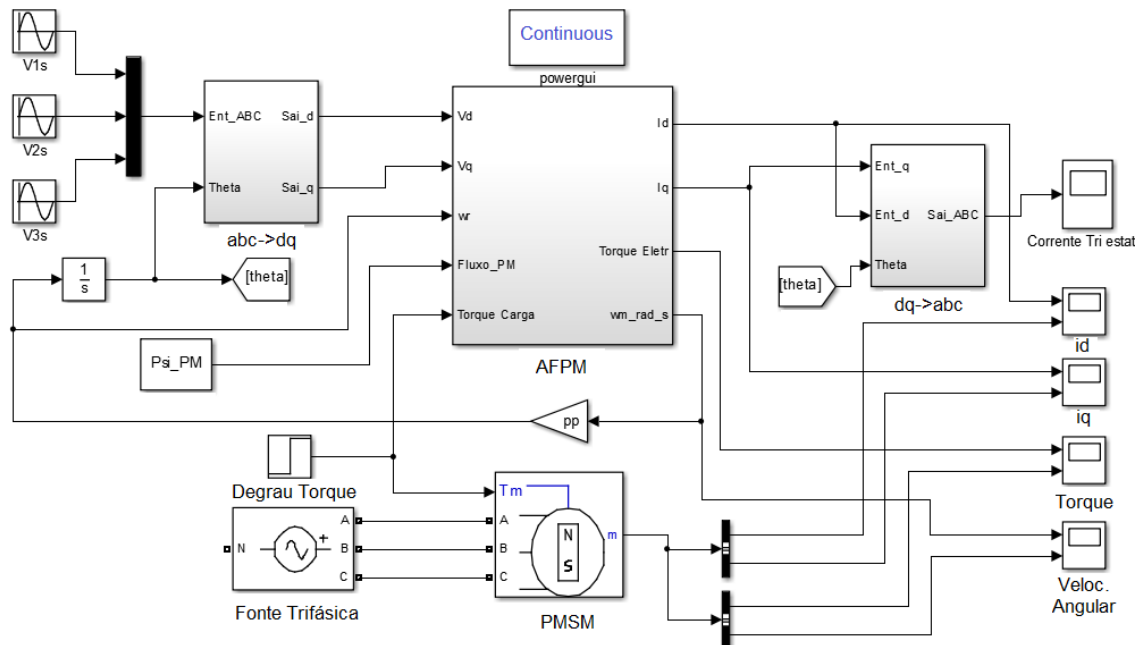 Continuous
powergui
V1s
V2s
V3s
Ent_ABC
Sai_d
Theta
Sai_q
abc->dq
1
s
[theta]
Psi_PM
Vd
Vq
wr
Fluxo_PM
Torque Carga
Id
Iq
Torque Eletr
wm_rad_s
AFPM
Ent_q
Ent_d
Sai_ABC
Theta
dq->abc
[theta]
Corrente Tri estat
id
iq
Torque
Veloc.
Angular
pp
Degrau Torque
N
+
A
B
C
Fonte Trifásica
Tm
A
B
C
N
S
m
PMSM